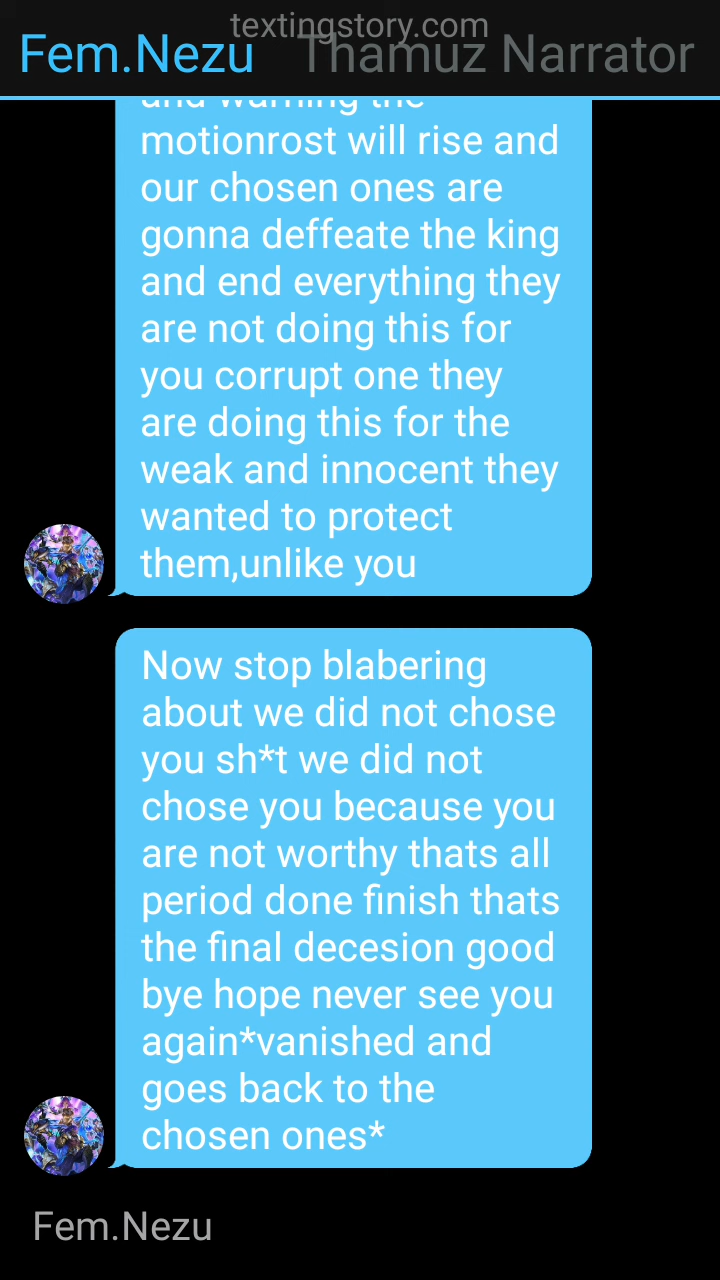 textingstory.com
Fem.Nezu Thamuz Narrator
and warning the
motionrost will rise and
our chosen ones are
gonna deffeate the king
and end everything they
are not doing this for
you corrupt one they
are doing this for the
weak and innocent they
wanted to protect
them,unlike you
Now stop blabering
about we did not chose
you sh*t we did not
chose you because you
are not worthy thats all
period done finish thats
the final decesion good
bye hope never see you
again*vanished and
goes back to the
chosen ones*
Fem.Nezu